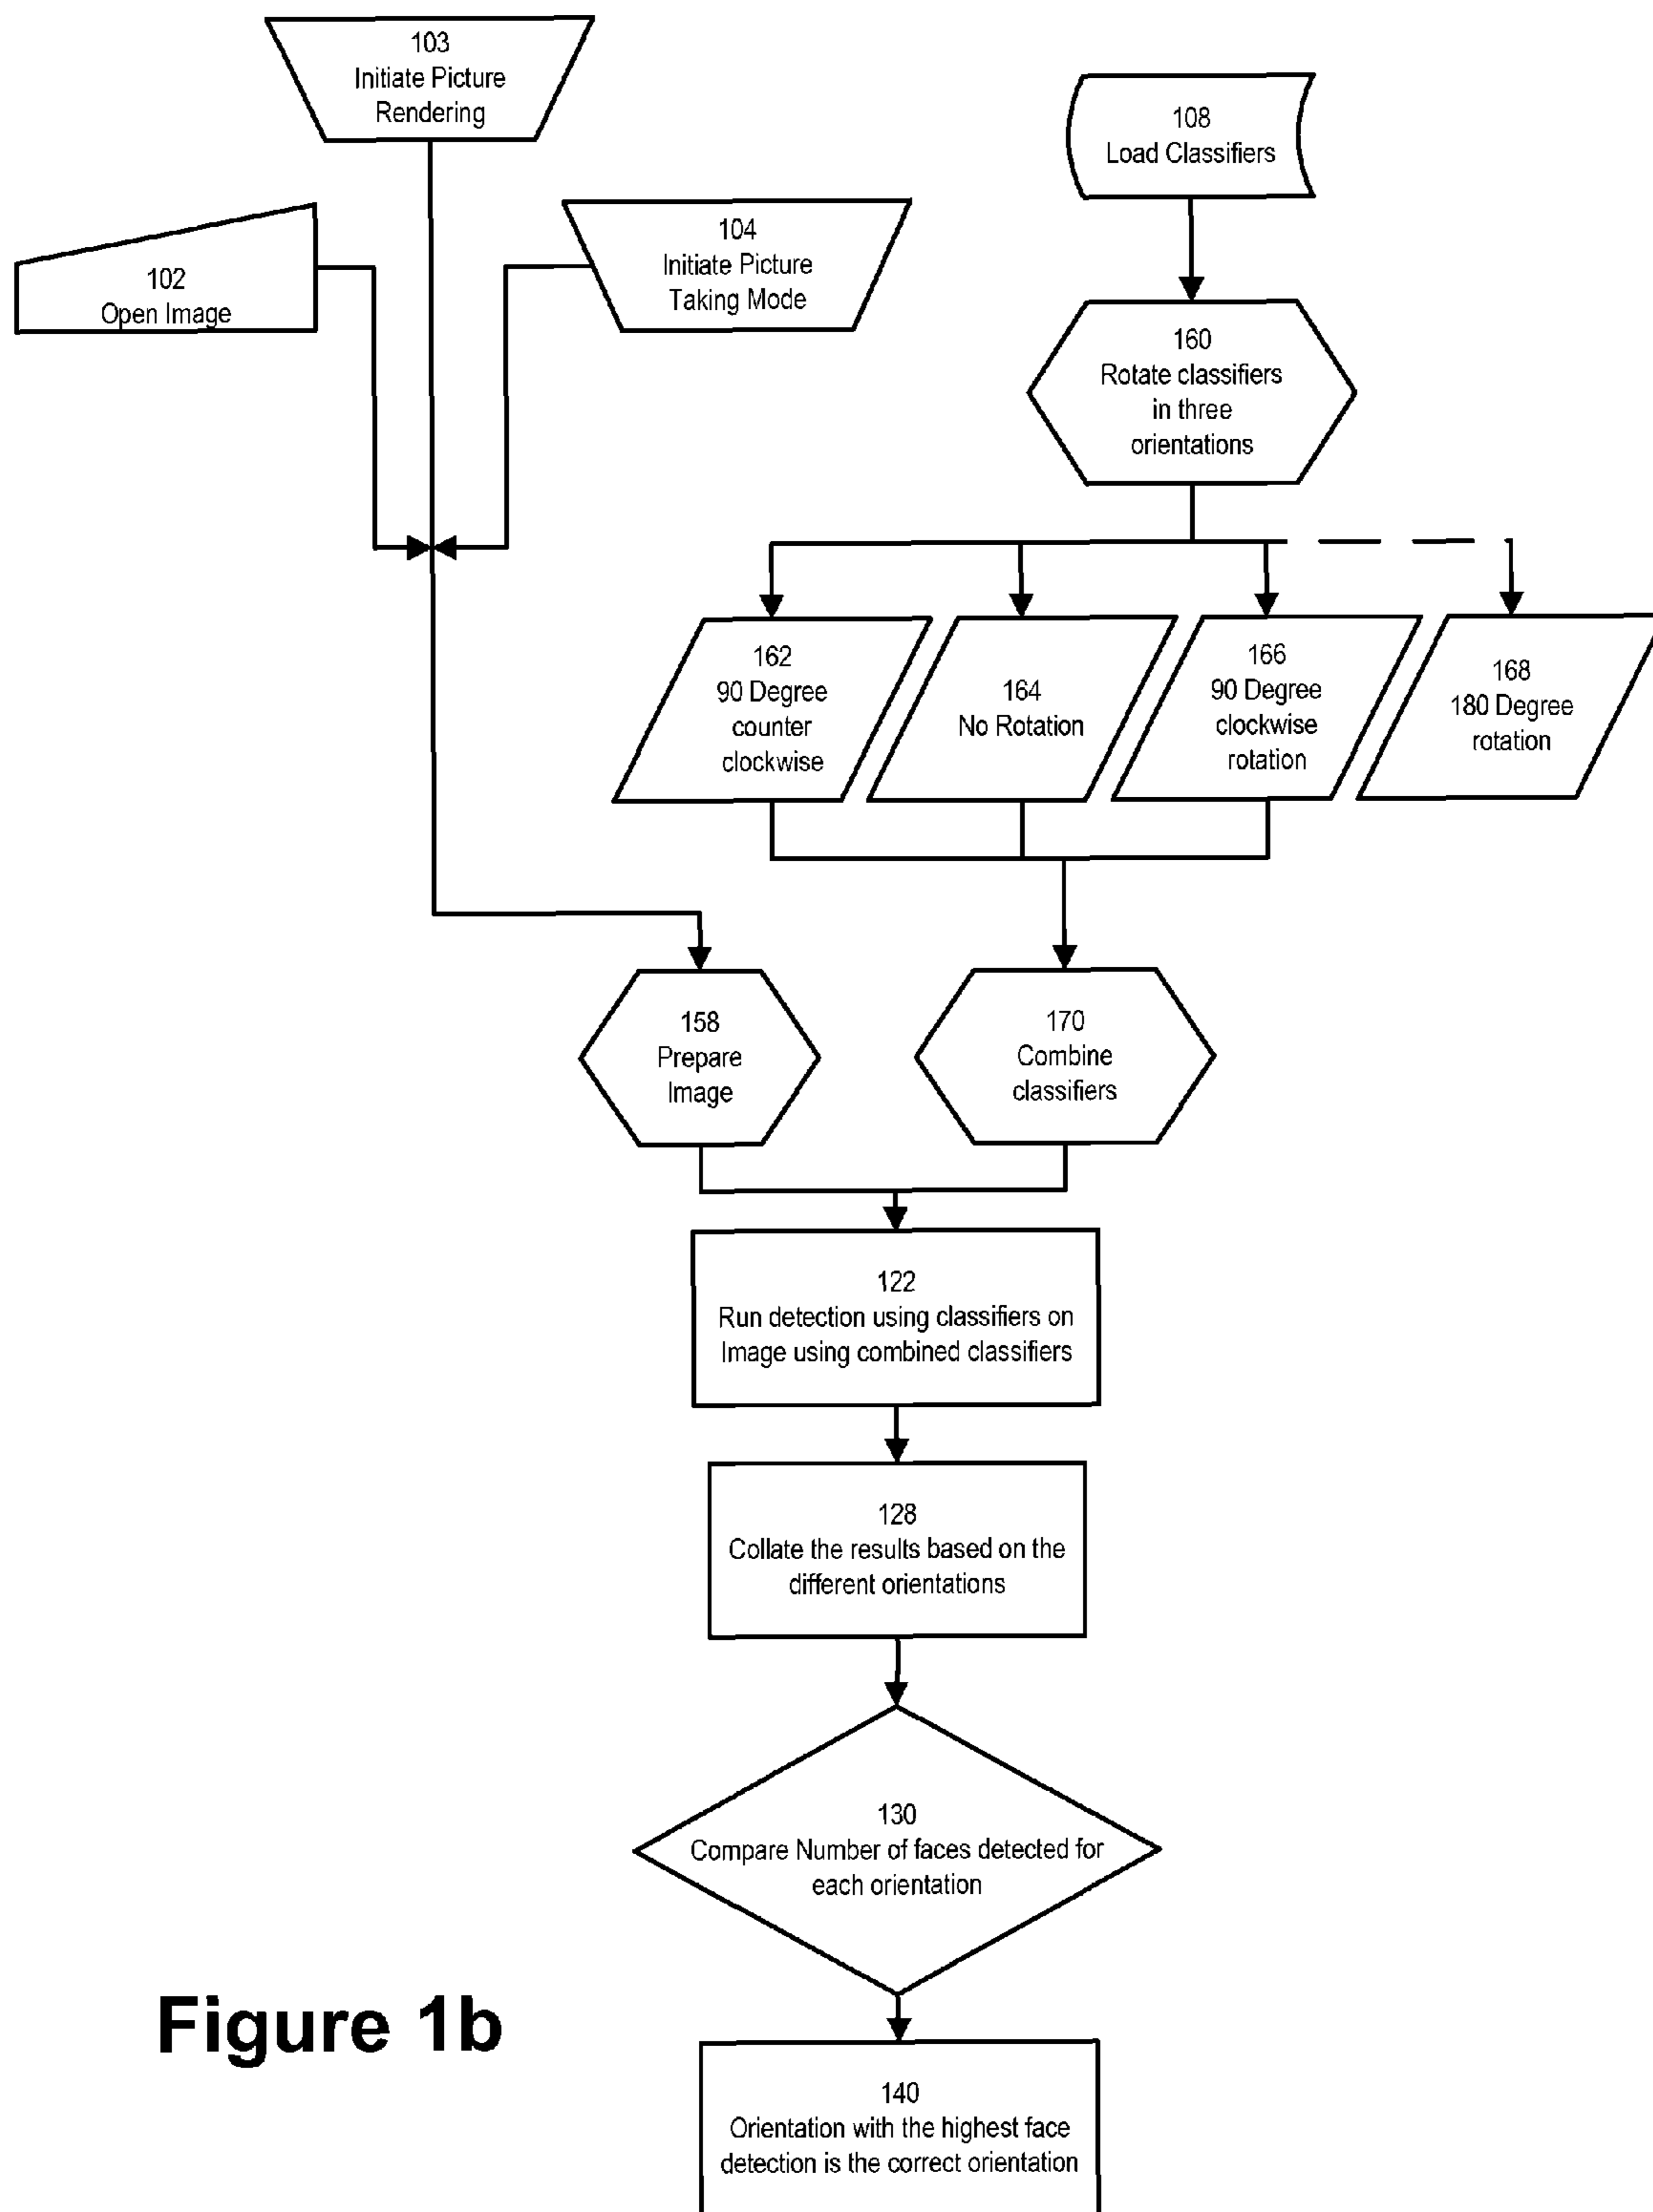 103
Initiate Picture
Rendering
108
Load Classifiers
104
Initiate Picture
Taking Mode
102
Open Image
160
Rotate classifiers
in three
orientations
162
90 Degree
counter
clockwise
164
No Rotation
166
90 Degree
clockwise
rotation
168
180 Degree
rotation
158
Prepare
Image
170
Combine
classifiers
122
Run detection using classifiers on
Image using combined classifiers
128
Collate the results based on the
different orientations
130
Compare Number of faces detected for
each orientation
Figure 1b
140
Orientation with the highest face
detection is the correct orientation